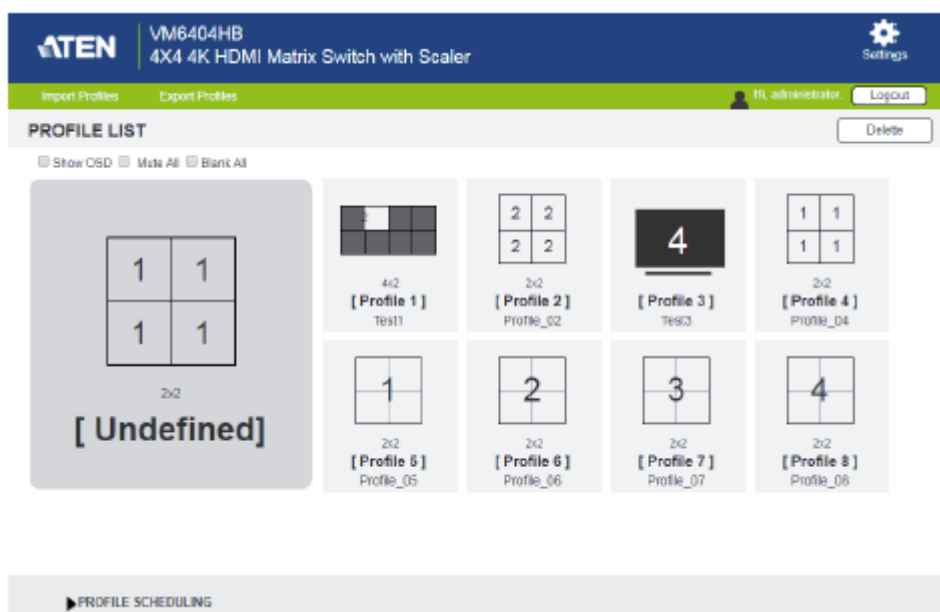 ATEN
VM6404HB
4X4 4K HDMI Matrix Switch with Scaler
Settings
Import Profiles Export Profiles
Hi, administrator. Logout
PROFILE LIST
Delete
Show OSD Mute All Blank All
1 1
1 1
2x2
[ Undefined]
2
4x2
[ Profile 1 ]
Test1
2 2
2 2
2x2
[ Profile 2 ]
Profile_02
4
[ Profile 3 ]
Test3
1 1
1 1
2x2
[ Profile 4 ]
Profile_04
1
2x2
[ Profile 5 ]
Profile_05
2
2x2
[ Profile 6 ]
Profile_06
3
2x2
[ Profile 7 ]
Profile_07
4
2x2
[ Profile 8 ]
Profile_08
PROFILE SCHEDULING